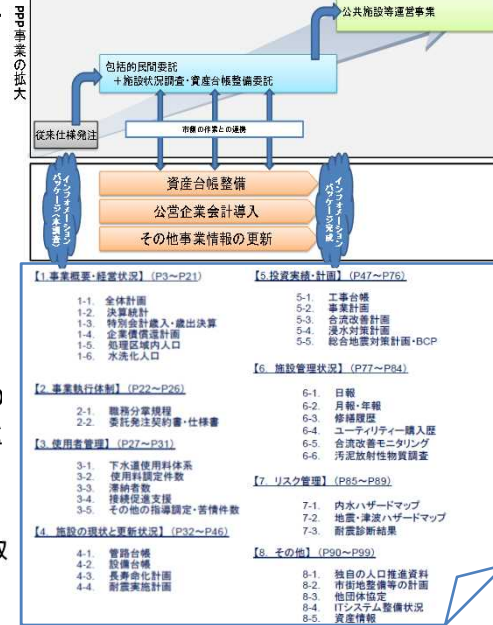 PPP事業の拡大
公共施設等運営事業
包括的民間委託
＋施設状況調査・資産台帳整備委託
従来仕様発注
市側の作業との連携
インフォメーション
パッケージ（本調査）
資産台帳整備
公営企業会計導入
その他事業情報の更新
インフォメーション
パッケージ完成
【1.事業概要・経営状況】（P3～P21）
1-1. 全体計画
1-2. 決算統計
1-3. 特別会計歳入・歳出決算
1-4. 企業債償還計画
1-5. 処理区域内人口
1-6. 水洗化人口
【2. 事業執行体制】（P22～P26）
2-1. 職務分掌規程
2-2. 委託発注契約書・仕様書
【3. 使用者管理】（P27～P31）
3-1. 下水道使用料体系
3-2. 使用料調定件数
3-3. 滞納者数
3-4. 接続促進支援
3-5. その他の指導調定・苦情件数
【4. 施設の現状と更新状況】（P32～P46）
4-1. 管路台帳
4-2. 設備台帳
4-3. 長寿命化計画
4-4. 耐震実施計画
【5.投資実績・計画】（P47～P76）
5-1. 工事台帳
5-2. 事業計画
5-3. 合流改善計画
5-4. 浸水対策計画
5-5. 総合地震対策計画・BCP
【6. 施設管理状況】（P77～P84）
6-1. 日報
6-2. 月報・年報
6-3. 修繕履歴
6-4. ユーティリティー購入歴
6-5. 合流改善モニタリング
6-6. 汚泥放射性物質調査
【7. リスク管理】（P85～P89）
7-1. 内水ハザードマップ
7-2. 地震・津波ハザードマップ
7-3. 耐震診断結果
【8. その他】（P90～P99）
8-1. 独自の人口推進資料
8-2. 市街地整備等の計画
8-3. 他団体協定
8-4. ITシステム整備状況
8-5. 資産情報